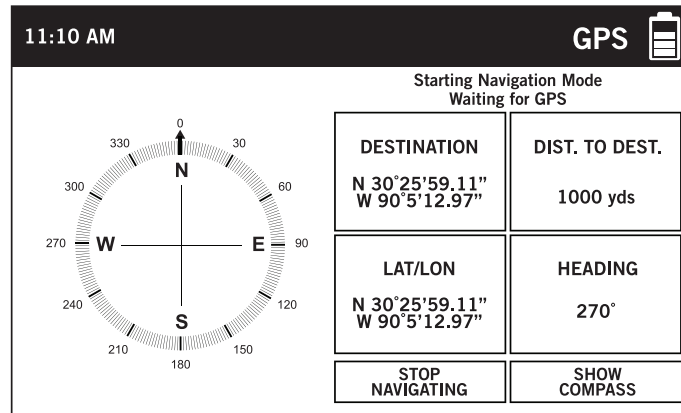 11:10 AM
GPS
Starting Navigation Mode
Waiting for GPS
0
330
30
N
300
60
270
W
E
90
240
120
S
210
150
180
DESTINATION
N 30°25’59.11”
W 90°5’12.97”
DIST. TO DEST.
1000 yds
LAT/LON
N 30°25’59.11”
W 90°5’12.97”
HEADING
270°
STOP
NAVIGATING
SHOW
COMPASS